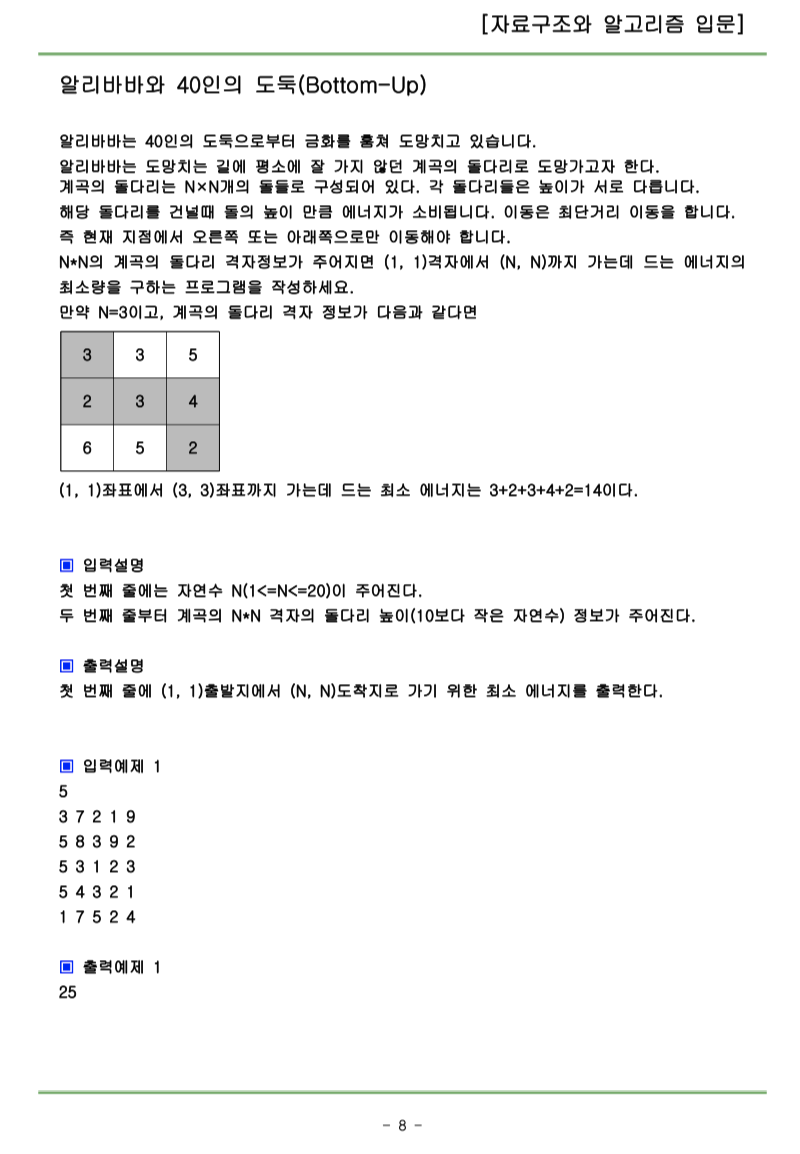 [자료구조와 알고리즘 입문]
알리바바와 40인의 도둑(Bottom-Up)
알리바바는 40인의 도둑으로부터 금화를 훔쳐 도망치고 있습니다.
알리바바는 도망치는 길에 평소에 잘 가지 않던 계곡의 돌다리로 도망가고자 한다.
계곡의 돌다리는 N×N개의 돌들로 구성되어 있다. 각 돌다리들은 높이가 서로 다릅니다.
해당 돌다리를 건널때 돌의 높이 만큼 에너지가 소비됩니다. 이동은 최단거리 이동을 합니다.
즉 현재 지점에서 오른쪽 또는 아래쪽으로만 이동해야 합니다.
N*N의 계곡의 돌다리 격자정보가 주어지면 (1, 1)격자에서 (N, N)까지 가는데 드는 에너지의
최소량을 구하는 프로그램을 작성하세요.
만약 N=3이고, 계곡의 돌다리 격자 정보가 다음과 같다면
3 3 5
2 3 4
6 5 2
(1, 1)좌표에서 (3, 3)좌표까지 가는데 드는 최소 에너지는 3+2+3+4+2=14이다.
▣ 입력설명
첫 번째 줄에는 자연수 N(1<=N<=20)이 주어진다.
두 번째 줄부터 계곡의 N*N 격자의 돌다리 높이(10보다 작은 자연수) 정보가 주어진다.
▣ 출력설명
첫 번째 줄에 (1, 1)출발지에서 (N, N)도착지로 가기 위한 최소 에너지를 출력한다.
▣ 입력예제 1
5
3 7 2 1 9
5 8 3 9 2
5 3 1 2 3
5 4 3 2 1
1 7 5 2 4
▣ 출력예제 1
25
- 8 -